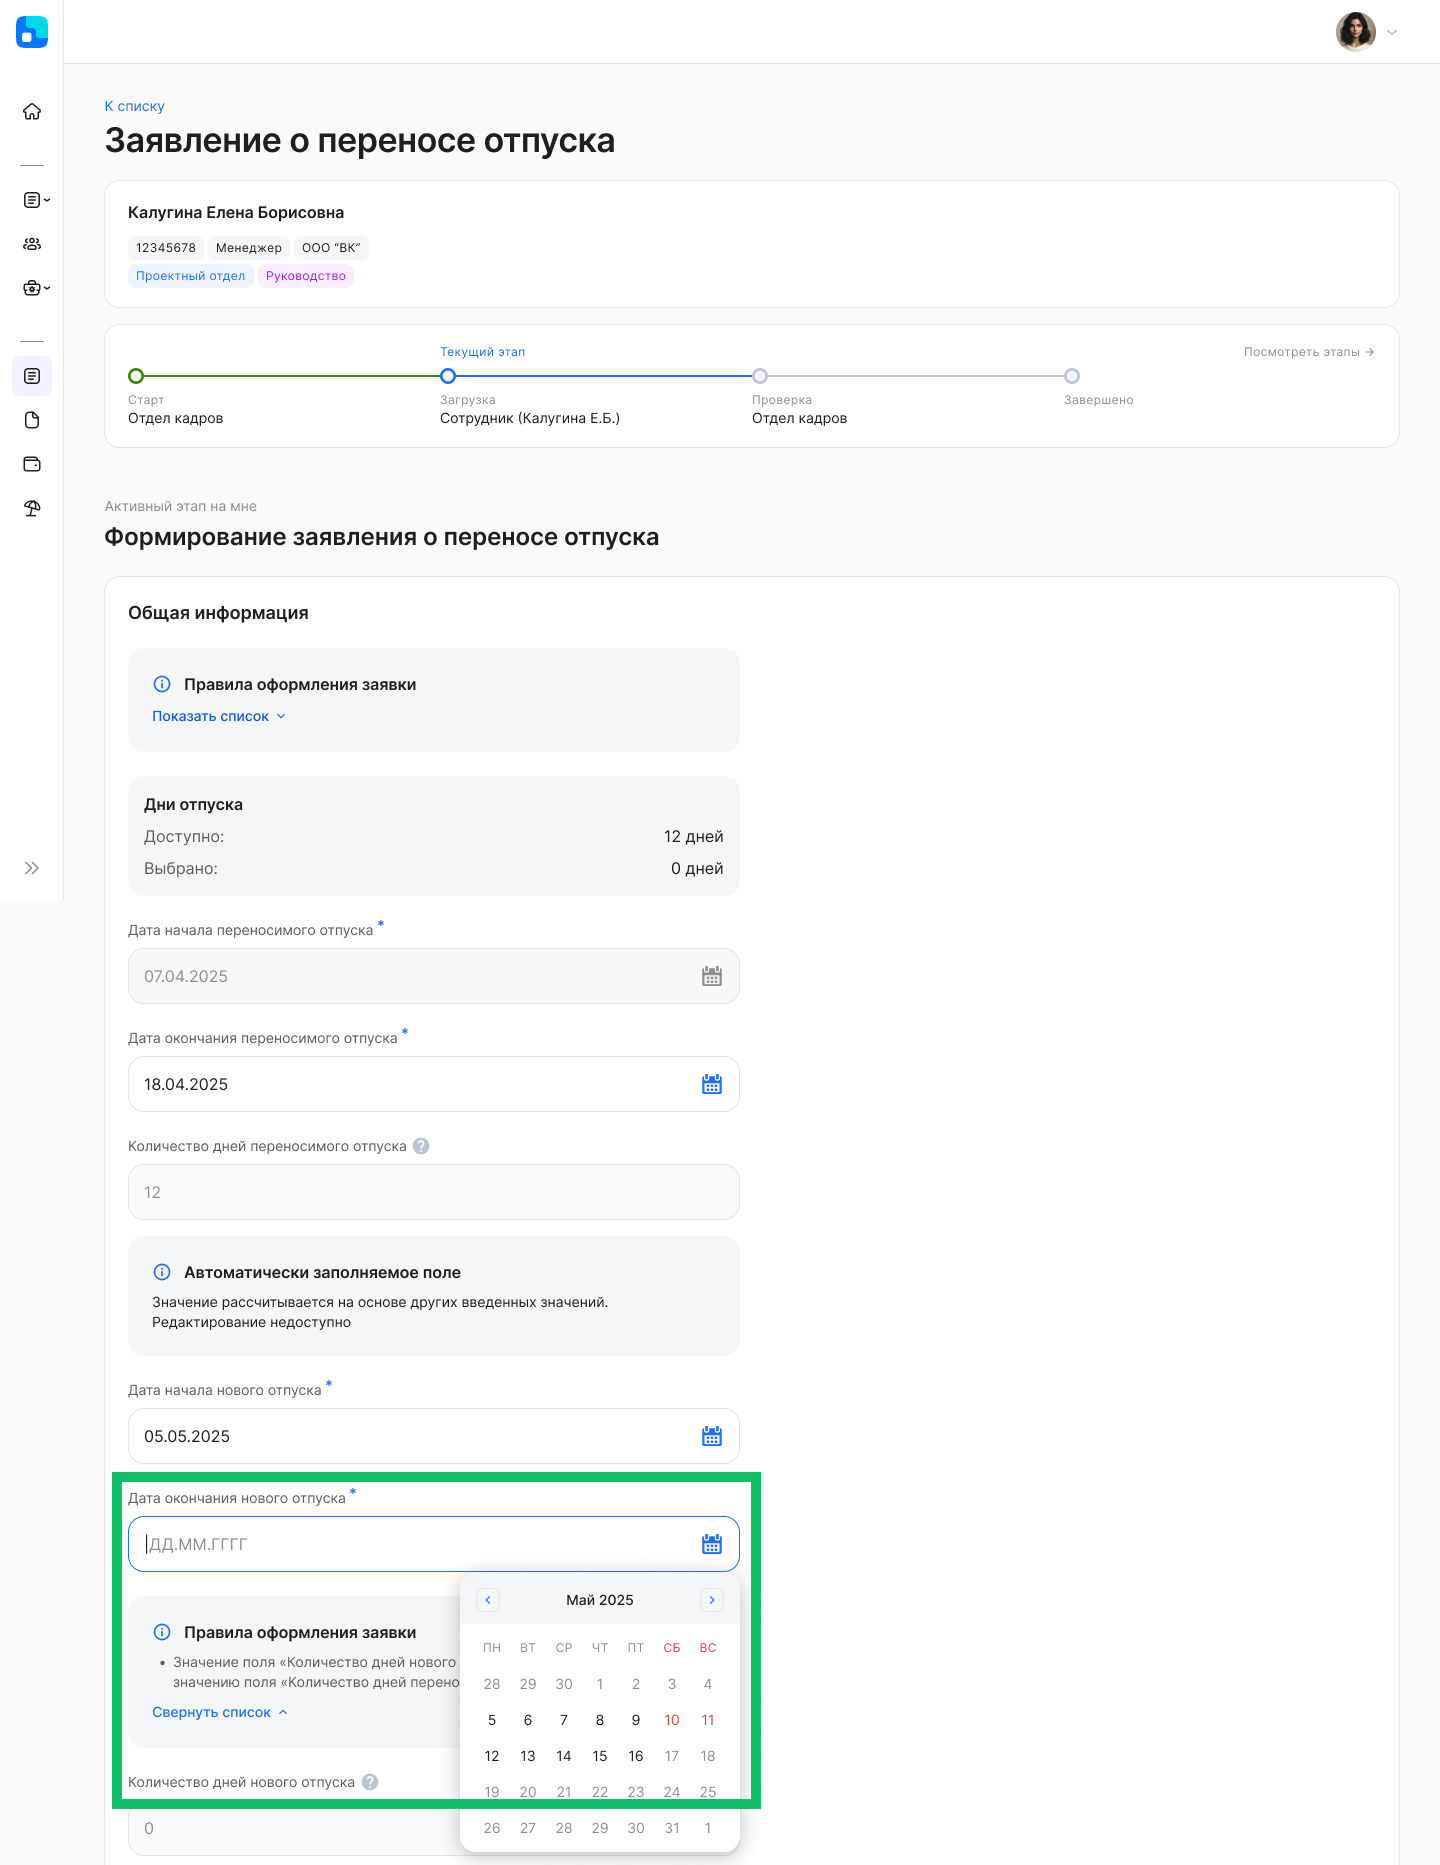 К списку
Заявление о переносе отпуска
Калугина Елена Борисовна
12345678 Менеджер ООО “ВК”
Проектный отдел Руководство
Текущий этап Посмотреть этапы →
Старт Загрузка Проверка Завершено
Отдел кадров Сотрудник (Калугина Е.Б.) Отдел кадров
Активный этап на мне
Формирование заявления о переносе отпуска
Общая информация
Правила оформления заявки
Показать список
Дни отпуска
Доступно: 12 дней
Выбрано: 0 дней
Дата начала переносимого отпуска *
07.04.2025
Дата окончания переносимого отпуска *
18.04.2025
Количество дней переносимого отпуска ?
12
Автоматически заполняемое поле
Значение рассчитывается на основе других введенных значений.
Редактирование недоступно
Дата начала нового отпуска *
05.05.2025
Дата окончания нового отпуска *
ДД.ММ.ГГГГ
Май 2025
ПН ВТ СР ЧТ ПТ СБ ВС
28 29 30 1 2 3 4
5 6 7 8 9 10 11
12 13 14 15 16 17 18
19 20 21 22 23 24 25
26 27 28 29 30 31 1
Правила оформления заявки
• Значение поля «Количество дней нового
значению поля «Количество дней перено
Свернуть список
Количество дней нового отпуска ?
0